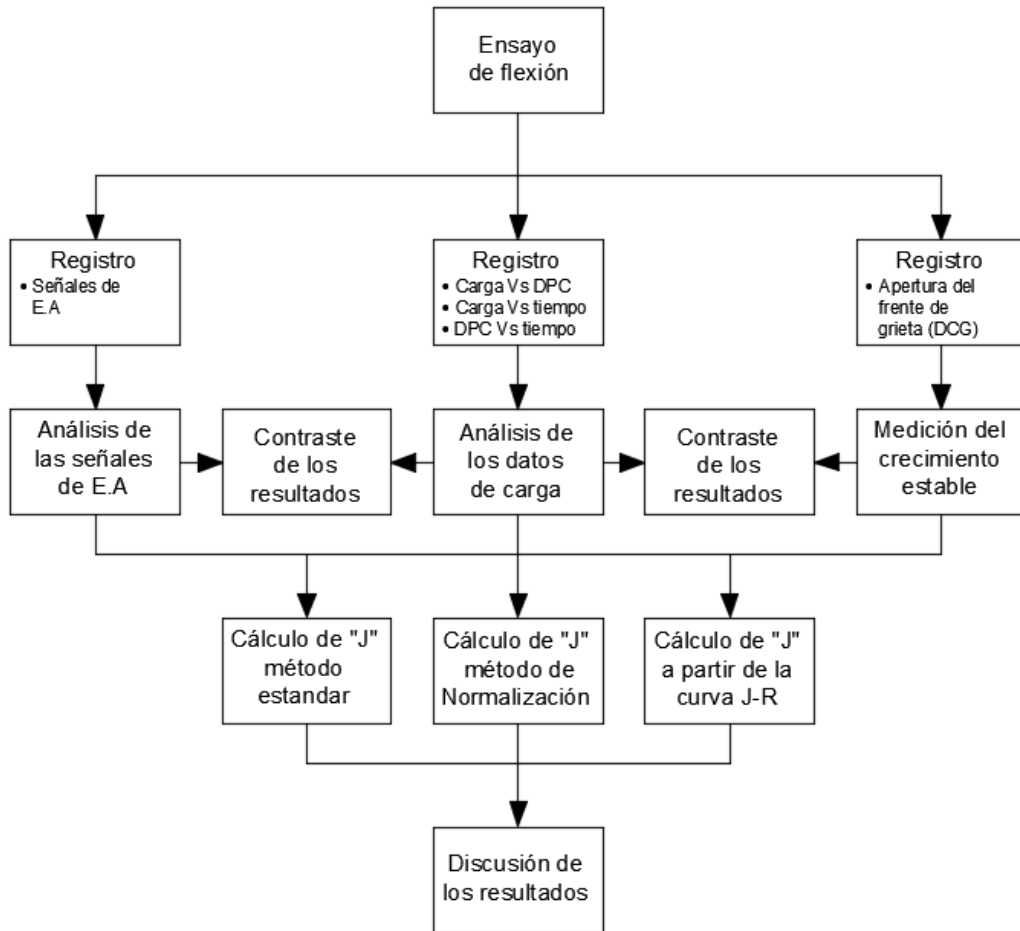 Ensayo
de flexión
Registro
• Señales de
E.A
Registro
• Carga Vs DPC
• Carga Vs tiempo
• DPC Vs tiempo
Registro
• Apertura del
frente de
grieta (DCG)
Análisis de
las señales
de E.A
Contraste
de los
resultados
Análisis de
los datos
de carga
Contraste
de los
resultados
Medición del
crecimiento
estable
Cálculo de "J"
método
estandar
Cálculo de "J"
método de
Normalización
Cálculo de "J"
a partir de la
curva J-R
Discusión de
los resultados